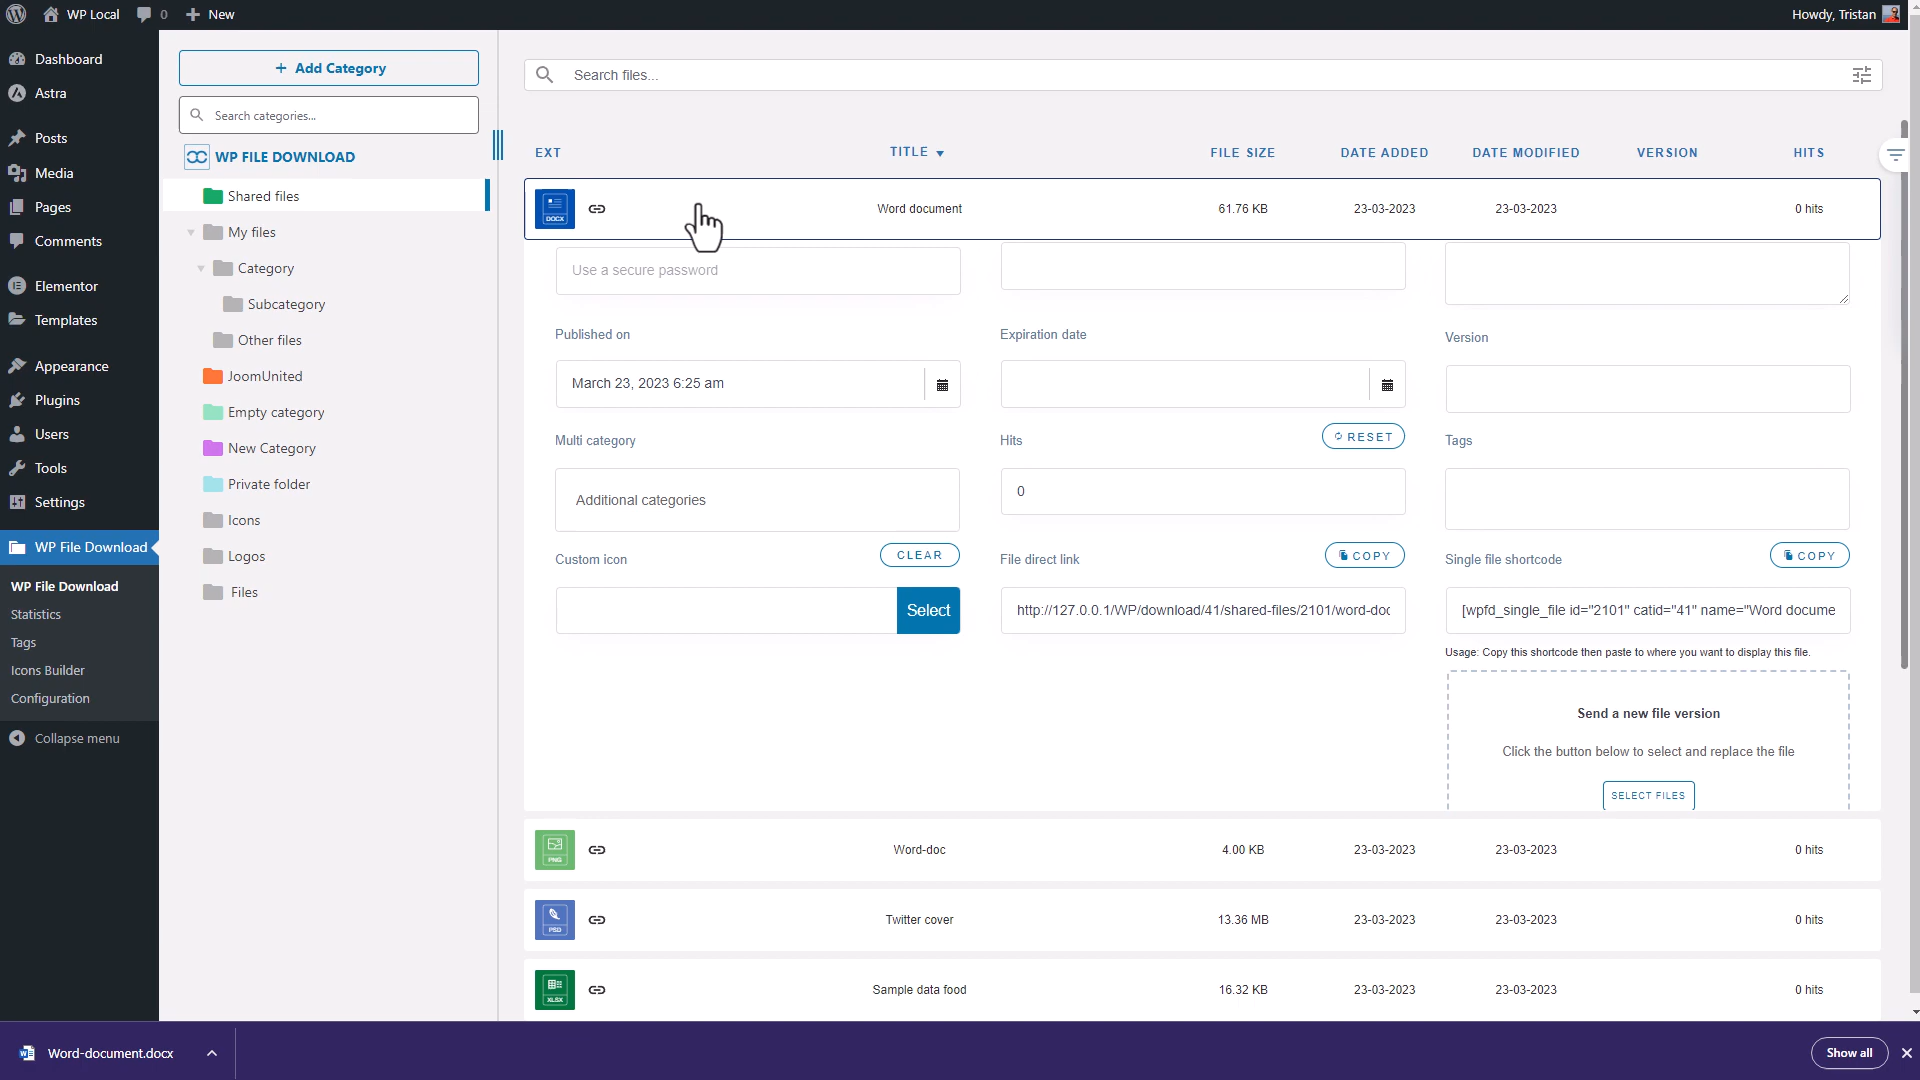 WP Local
0
New
Howdy, Tristan
Dashboard
Astra
Posts
Media
Pages
Comments
Elementor
Templates
Appearance
Plugins
Users
Tools
Settings
WP File Download
WP File Download
Statistics
Tags
Icons Builder
Configuration
Collapse menu
+ Add Category
Search categories...
WP FILE DOWNLOAD
Shared files
My files
Category
Subcategory
Other files
JoomUnited
Empty category
New Category
Private folder
Icons
Logos
Files
Search files...
EXT TITLE FILE SIZE DATE ADDED DATE MODIFIED VERSION HITS
DOCX Word document 61.76 KB 23-03-2023 23-03-2023 0 hits
Use a secure password
Published on Expiration date Version
March 23, 2023 6:25 am
Multi category Hits RESET Tags
Additional categories 0
Custom icon CLEAR File direct link COPY Single file shortcode COPY
Select http://127.0.0.1/WP/download/41/shared-files/2101/word-doc [wpfd_single_file id="2101" catid="41" name="Word docume
Usage: Copy this shortcode then paste to where you want to display this file.
Send a new file version
Click the button below to select and replace the file
SELECT FILES
PNG Word-doc 4.00 KB 23-03-2023 23-03-2023 0 hits
PSD Twitter cover 13.36 MB 23-03-2023 23-03-2023 0 hits
XLSX Sample data food 16.32 KB 23-03-2023 23-03-2023 0 hits
Word-document.docx
Show all